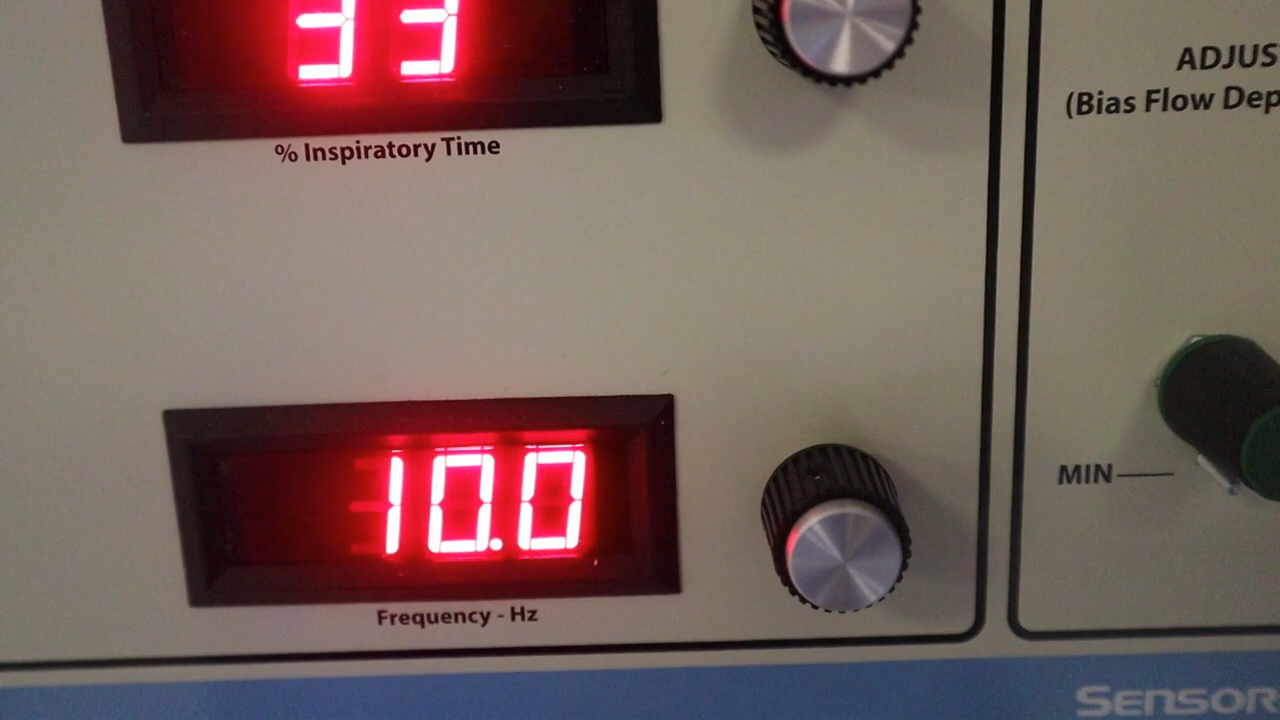 33
% Inspiratory Time
ADJUS
(Bias Flow Dep
10.0
MIN
Frequency - Hz
SENSOR